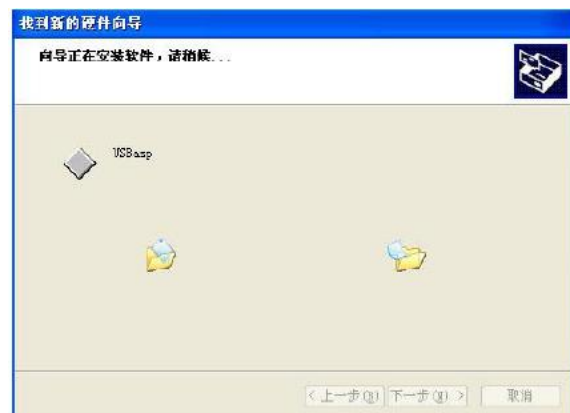 找到新的硬件向导
向导正在安装软件，请稍候...
USBasp
< 上一步(B)
下一步(N) >
取消